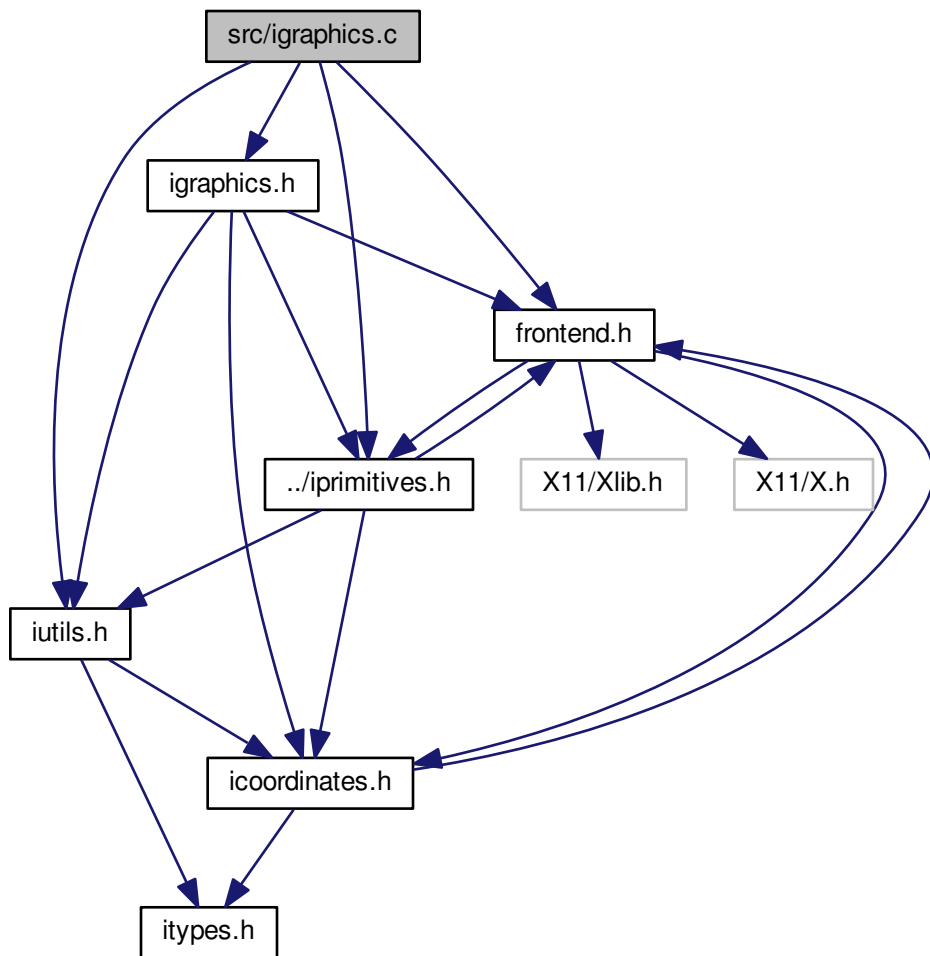 src/igraphics.c
igraphics.h
frontend.h
../iprimitives.h
X11/Xlib.h
X11/X.h
iutils.h
icoordinates.h
itypes.h